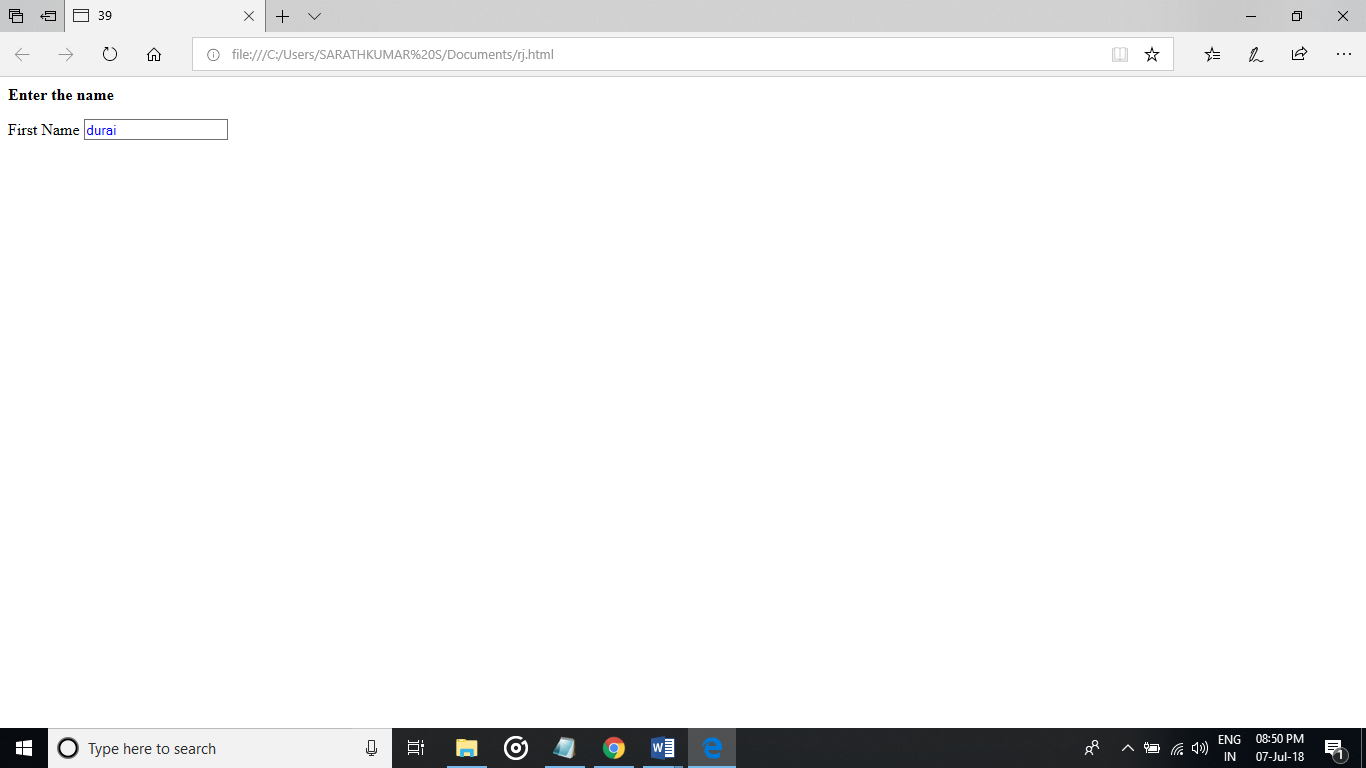 39
file:///C:/Users/SARATHKUMAR%20S/Documents/rj.html
Enter the name
First Name durai
Type here to search
ENG
IN
08:50 PM
07-Jul-18
1